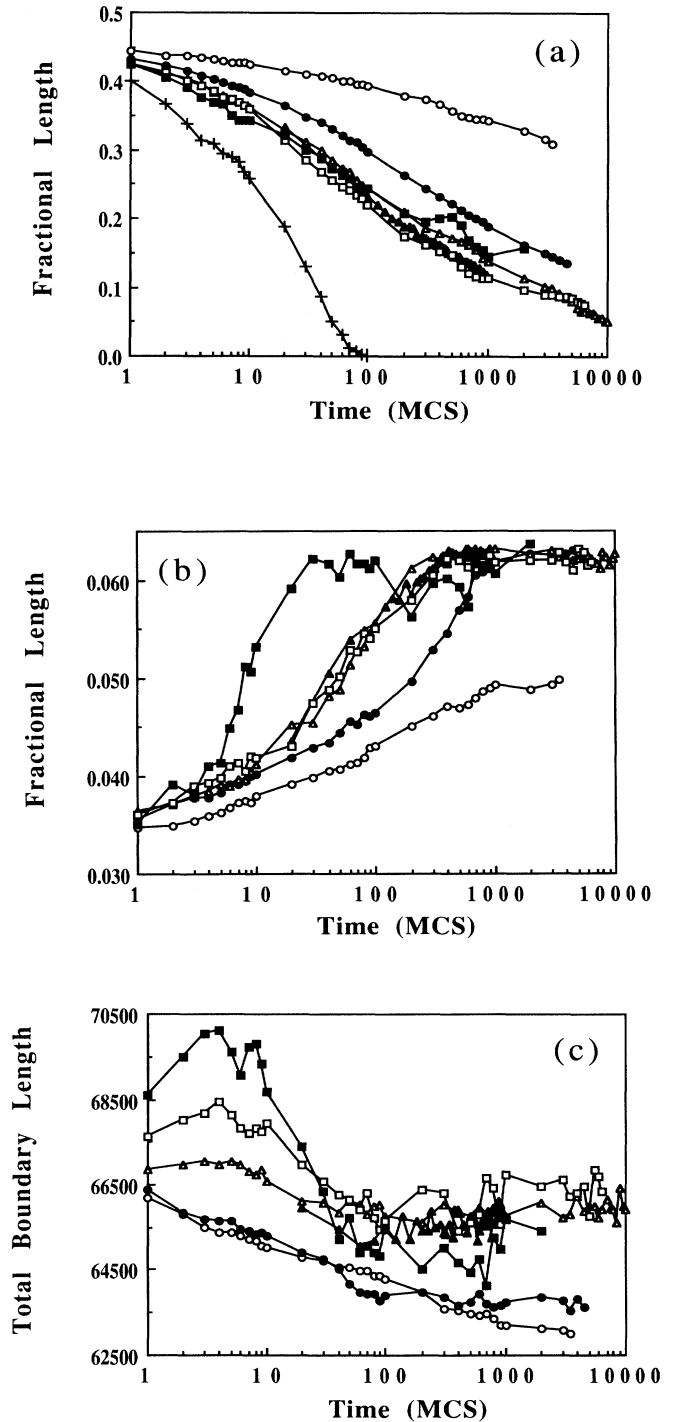 0.5
(a)
0.4
0.3
0.2
0.1
0.0
Fractional Length
1 10 100 1000 10000
Time (MCS)
(b)
0.060
0.050
0.040
0.030
Fractional Length
1 10 100 1000 10000
Time (MCS)
70500
(c)
68500
66500
64500
62500
Total Boundary Length
1 10 100 1000 10000
Time (MCS)